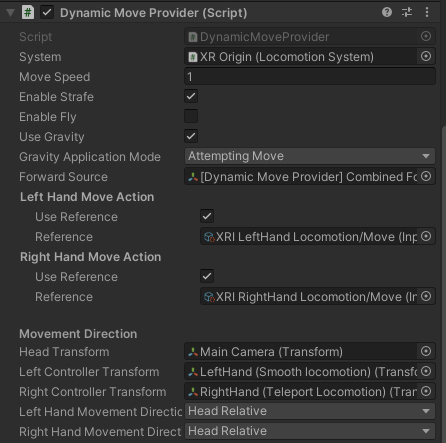 Dynamic Move Provider (Script)
Script DynamicMoveProvider
System XR Origin (Locomotion System)
Move Speed 1
Enable Strafe
Enable Fly
Use Gravity
Gravity Application Mode Attempting Move
Forward Source [Dynamic Move Provider] Combined Fo
Left Hand Move Action
Use Reference
Reference XRI LeftHand Locomotion/Move (Inp
Right Hand Move Action
Use Reference
Reference XRI RightHand Locomotion/Move (In
Movement Direction
Head Transform Main Camera (Transform)
Left Controller Transform LeftHand (Smooth locomotion) (Transfo
Right Controller Transform RightHand (Teleport Locomotion) (Tran
Left Hand Movement Directio Head Relative
Right Hand Movement Direct Head Relative